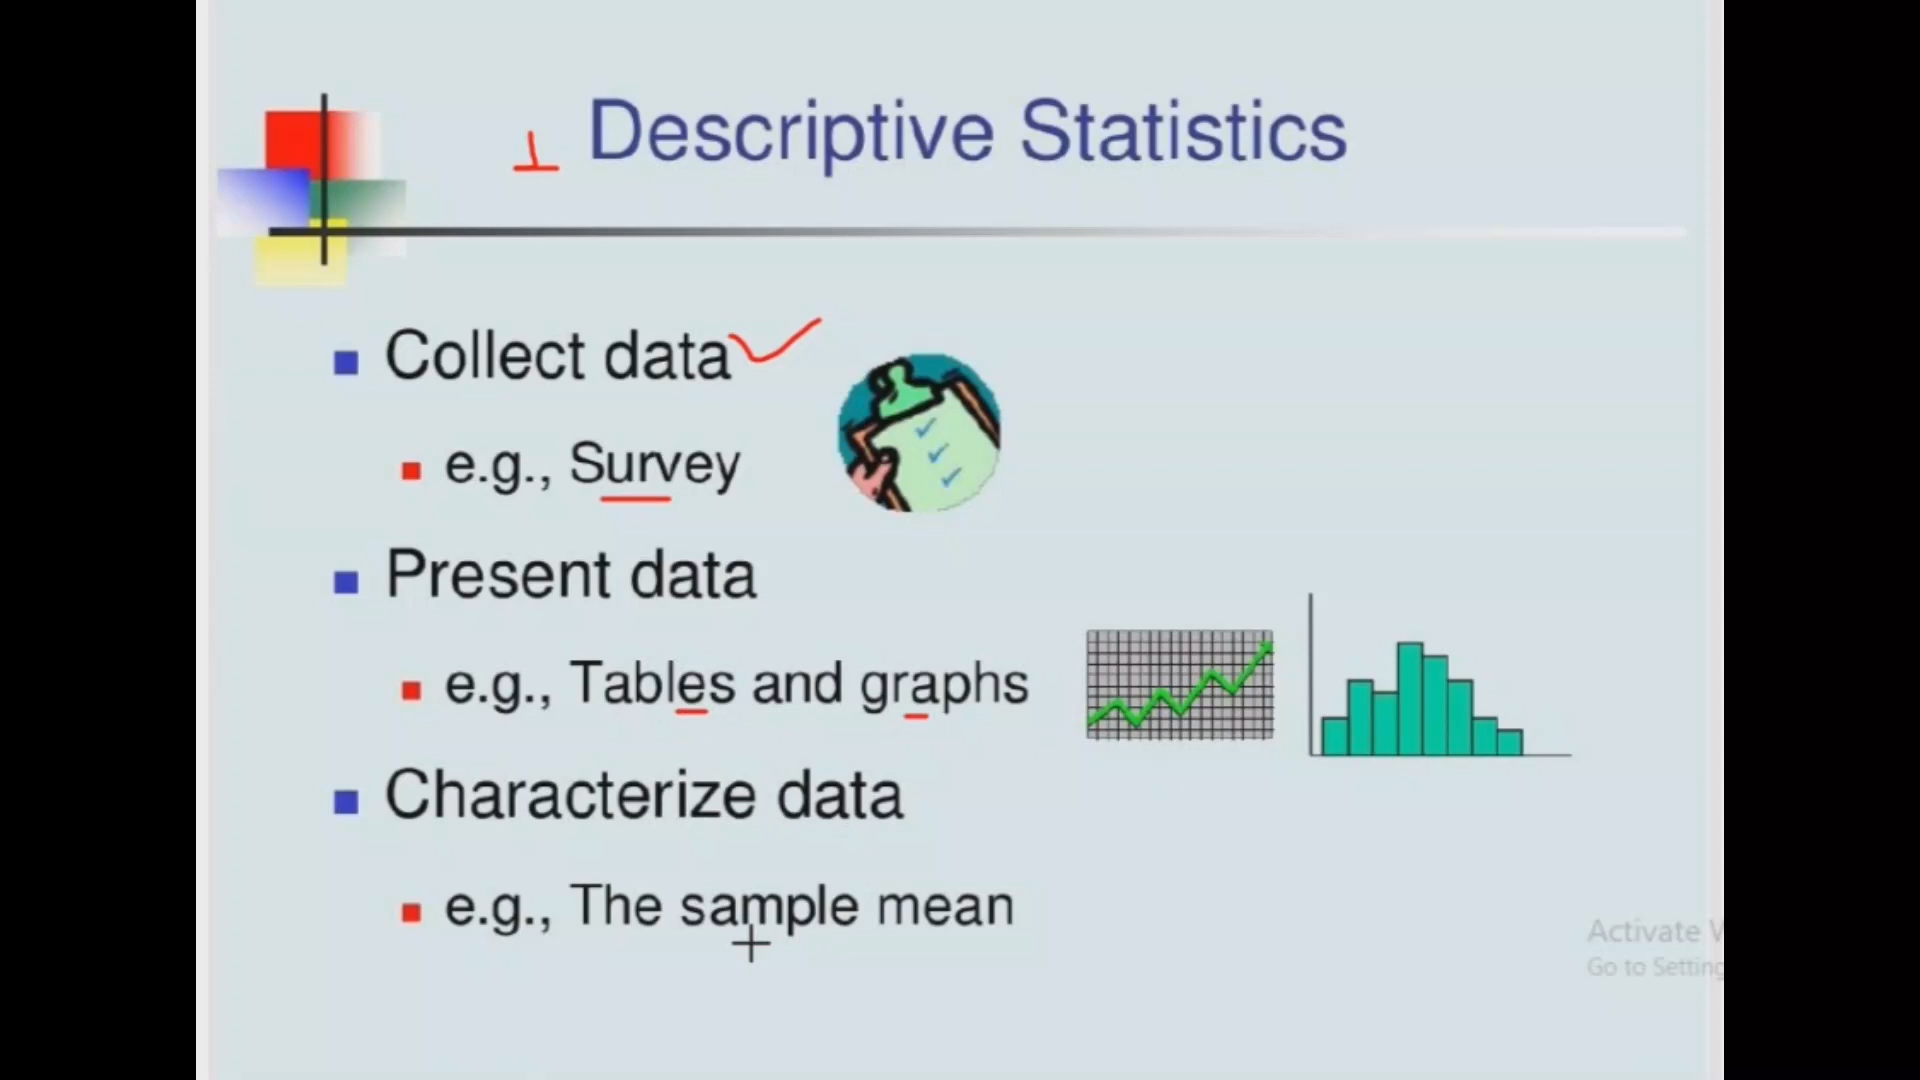 1 Descriptive Statistics
Collect data
e.g., Survey
Present data
e.g., Tables and graphs
Characterize data
e.g., The sample mean
Activate
Go to Setting